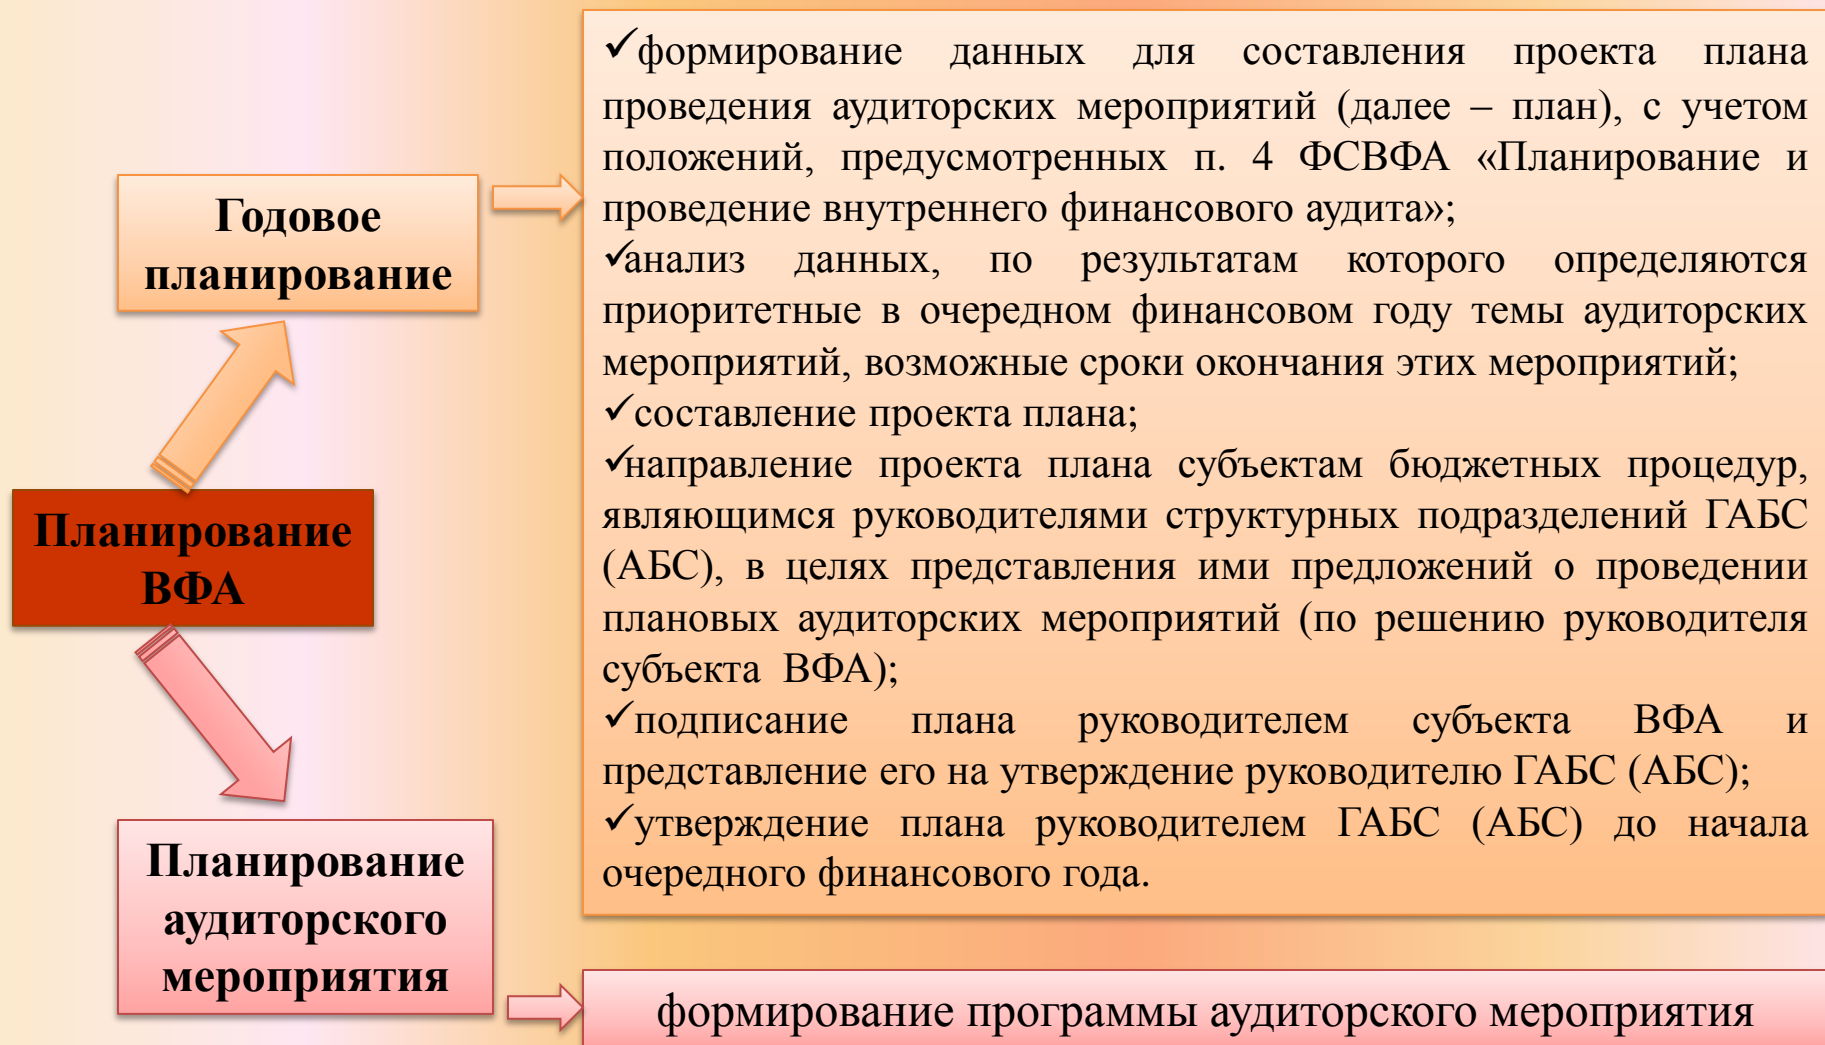 Годовое
планирование
✓формирование данных для составления проекта плана
проведения аудиторских мероприятий (далее – план), с учетом
положений, предусмотренных п. 4 ФСВФА «Планирование и
проведение внутреннего финансового аудита»;
✓анализ данных, по результатам которого определяются
приоритетные в очередном финансовом году темы аудиторских
мероприятий, возможные сроки окончания этих мероприятий;
✓составление проекта плана;
✓направление проекта плана субъектам бюджетных процедур,
являющимся руководителями структурных подразделений ГАБС
(АБС), в целях представления ими предложений о проведении
плановых аудиторских мероприятий (по решению руководителя
субъекта ВФА);
✓подписание плана руководителем субъекта ВФА и
представление его на утверждение руководителю ГАБС (АБС);
✓утверждение плана руководителем ГАБС (АБС) до начала
очередного финансового года.
Планирование
ВФА
Планирование
аудиторского
мероприятия
формирование программы аудиторского мероприятия